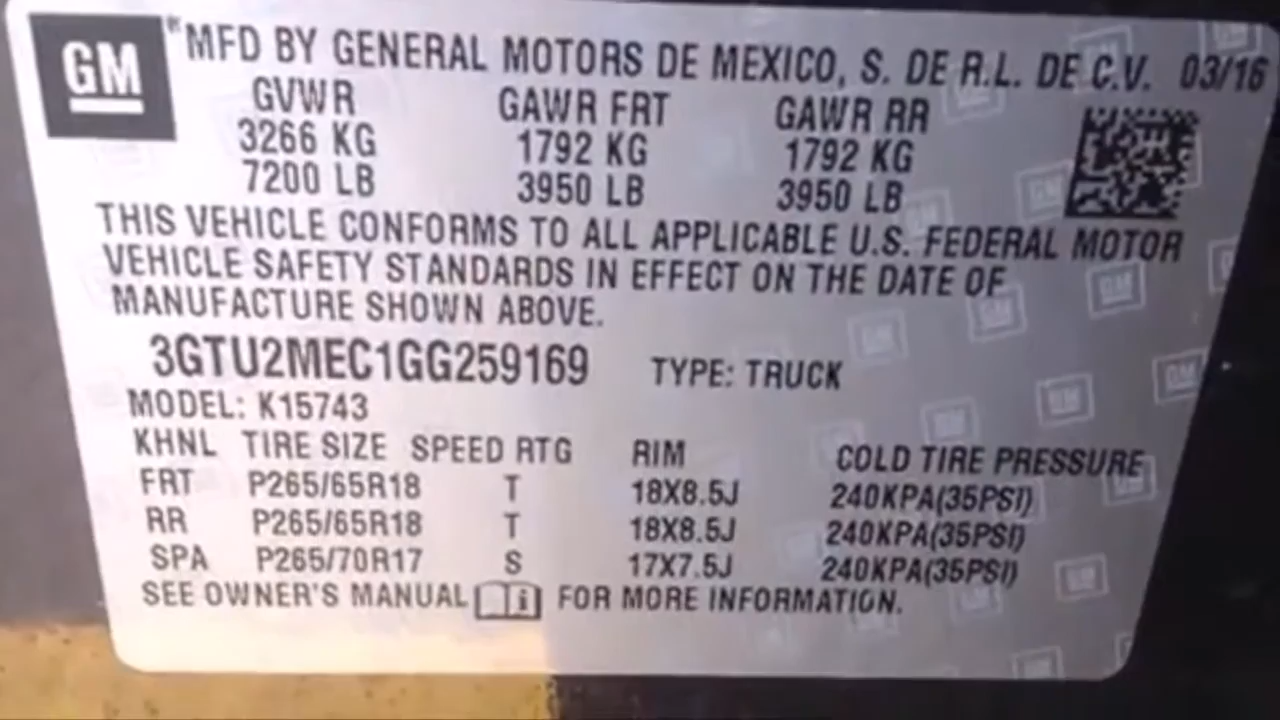 GM ® MFD BY GENERAL MOTORS DE MEXICO, S. DE R.L. DE C.V. 03/16
GVWR GAWR FRT GAWR RR
3266 KG 1792 KG 1792 KG
7200 LB 3950 LB 3950 LB
THIS VEHICLE CONFORMS TO ALL APPLICABLE U.S. FEDERAL MOTOR
VEHICLE SAFETY STANDARDS IN EFFECT ON THE DATE OF
MANUFACTURE SHOWN ABOVE.
3GTU2MEC1GG259169 TYPE: TRUCK
MODEL: K15743
KHNL TIRE SIZE SPEED RTG RIM COLD TIRE PRESSURE
FRT P265/65R18 T 18X8.5J 240KPA(35PSI)
RR P265/65R18 T 18X8.5J 240KPA(35PSI)
SPA P265/70R17 S 17X7.5J 240KPA(35PSI)
SEE OWNER'S MANUAL i FOR MORE INFORMATION.